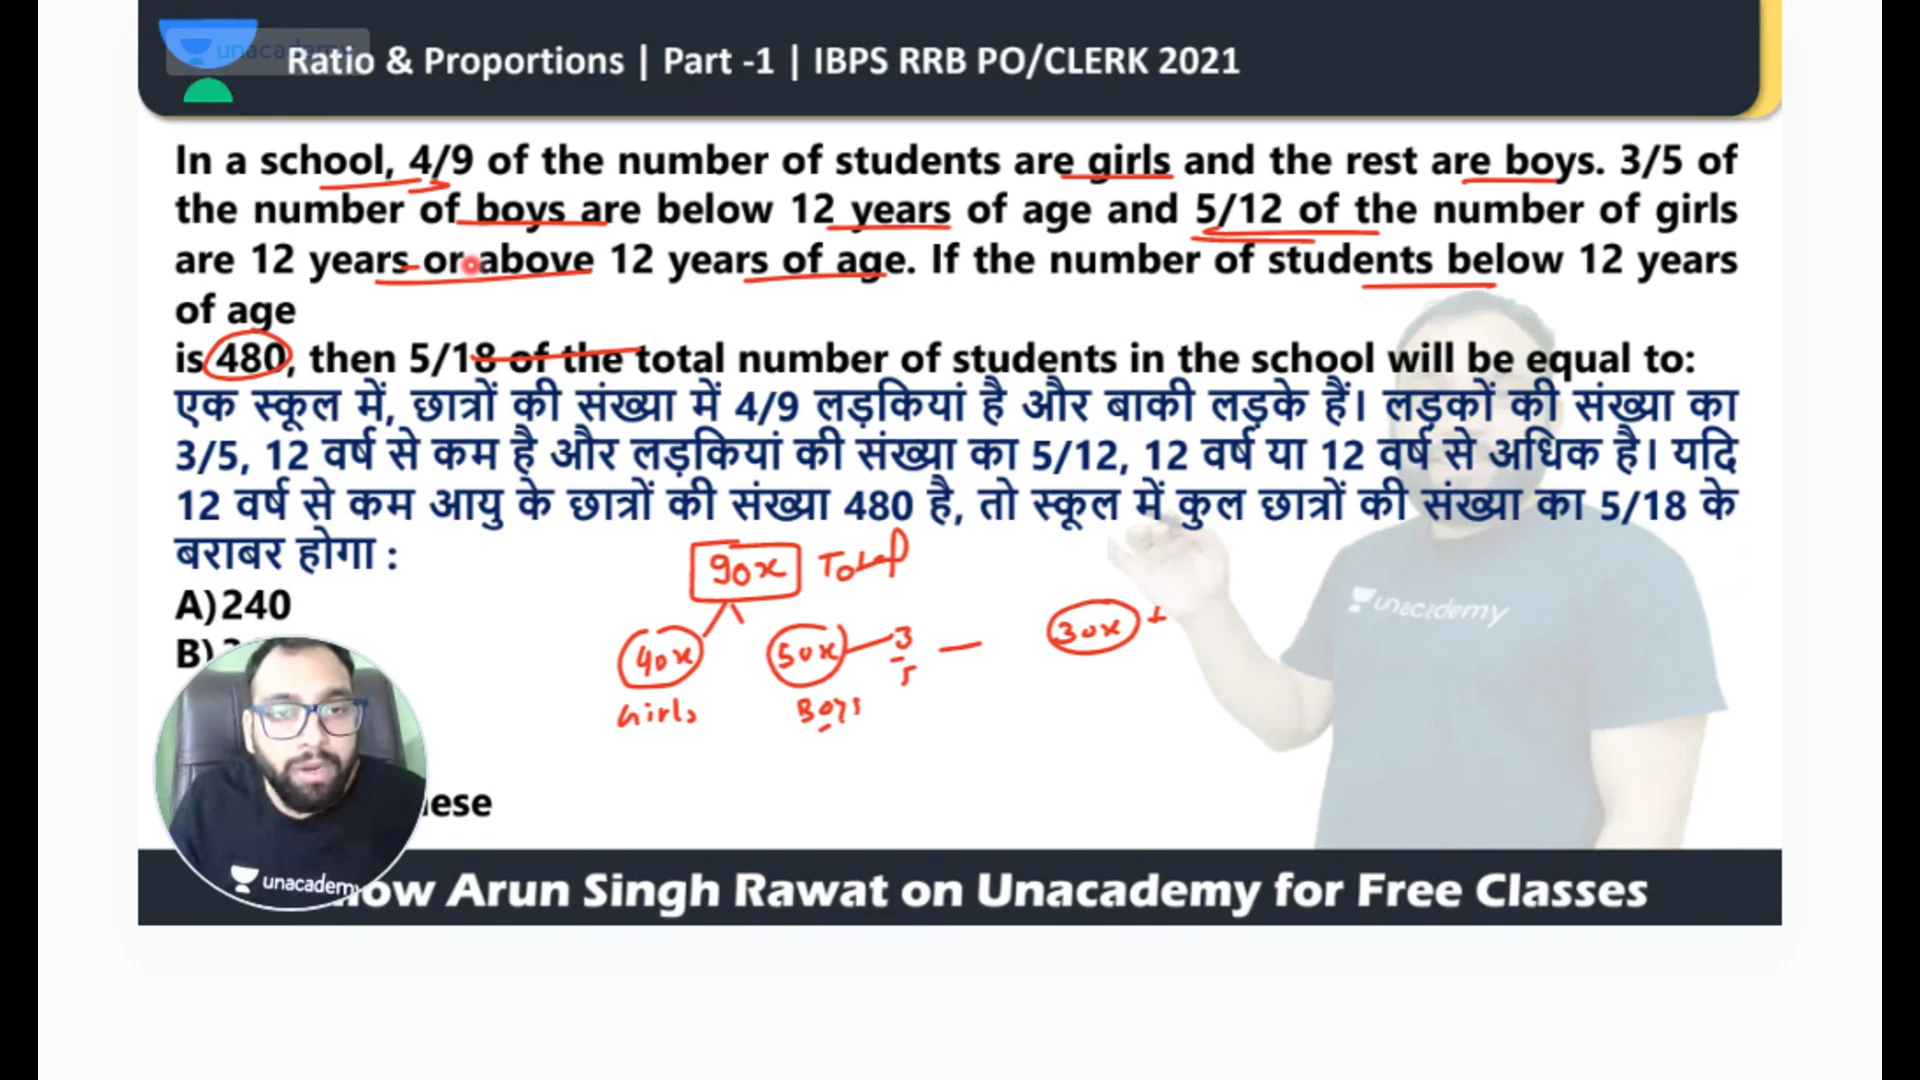 unacademy
Ratio & Proportions | Part -1 | IBPS RRB PO/CLERK 2021
In a school, 4/9 of the number of students are girls and the rest are boys. 3/5 of
the number of boys are below 12 years of age and 5/12 of the number of girls
are 12 years or above 12 years of age. If the number of students below 12 years
of age
is 480, then 5/18 of the total number of students in the school will be equal to:
एक स्कूल में, छात्रों की संख्या में 4/9 लड़कियां है और बाकी लड़के हैं। लड़कों की संख्या का
3/5, 12 वर्ष से कम है और लड़कियां की संख्या का 5/12, 12 वर्ष या 12 वर्ष से अधिक है। यदि
12 वर्ष से कम आयु के छात्रों की संख्या 480 है, तो स्कूल में कुल छात्रों की संख्या का 5/18 के
बराबर होगा :
90x Total
A)240
30x +
40x 50x 3/5
B)
Girls Boys
unacademy
ese
unacademy
ow Arun Singh Rawat on Unacademy for Free Classes